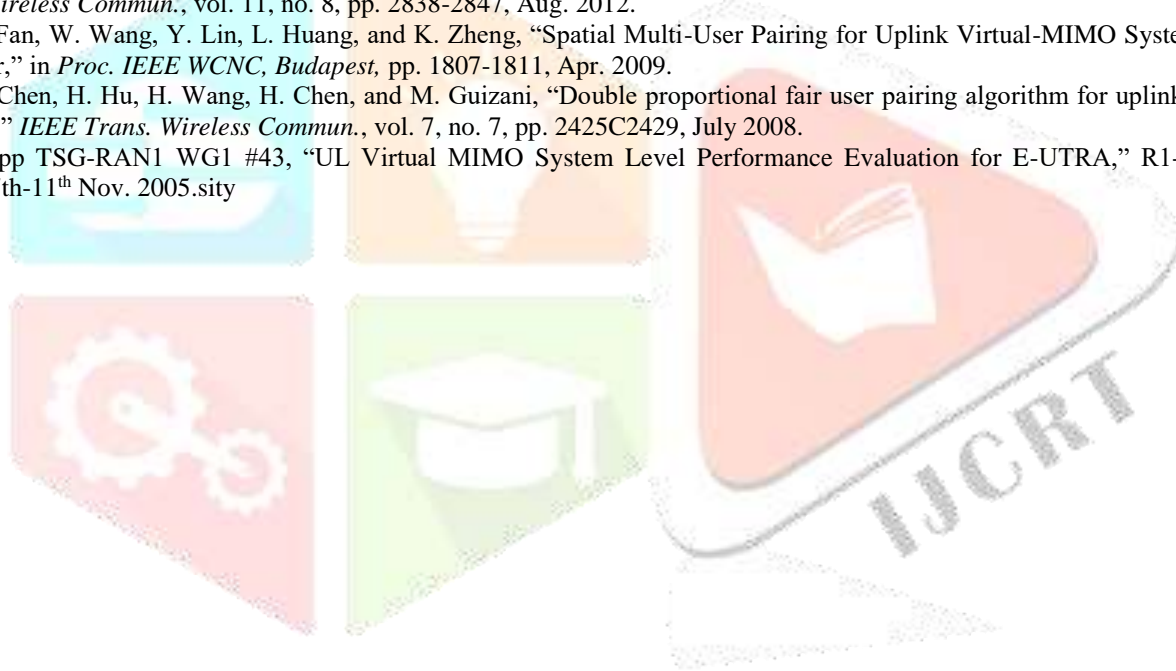 ireless Commun., vol. 11, no. 8, pp. 2838-2847, Aug. 2012.
Fan, W. Wang, Y. Lin, L. Huang, and K. Zheng, “Spatial Multi-User Pairing for Uplink Virtual-MIMO Syste
,” in Proc. IEEE WCNC, Budapest, pp. 1807-1811, Apr. 2009.
Chen, H. Hu, H. Wang, H. Chen, and M. Guizani, “Double proportional fair user pairing algorithm for uplink
” IEEE Trans. Wireless Commun., vol. 7, no. 7, pp. 2425C2429, July 2008.
pp TSG-RAN1 WG1 #43, “UL Virtual MIMO System Level Performance Evaluation for E-UTRA,” R1-
th-11th Nov. 2005.sity
IJCRT